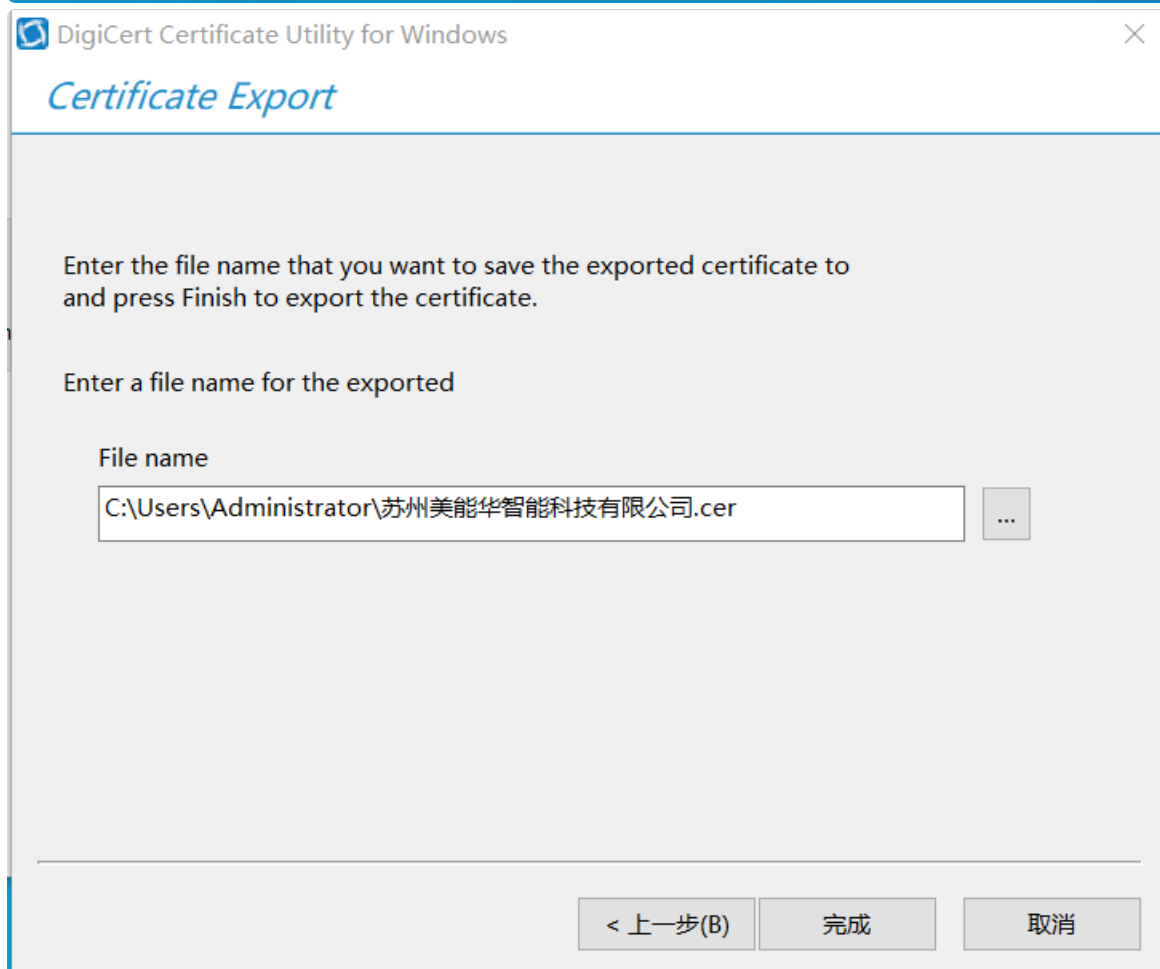 DigiCert Certificate Utility for Windows
Certificate Export
Enter the file name that you want to save the exported certificate to
and press Finish to export the certificate.
Enter a file name for the exported
File name
C:\Users\Administrator\苏州美能华智能科技有限公司.cer
...
< 上一步(B)
完成
取消